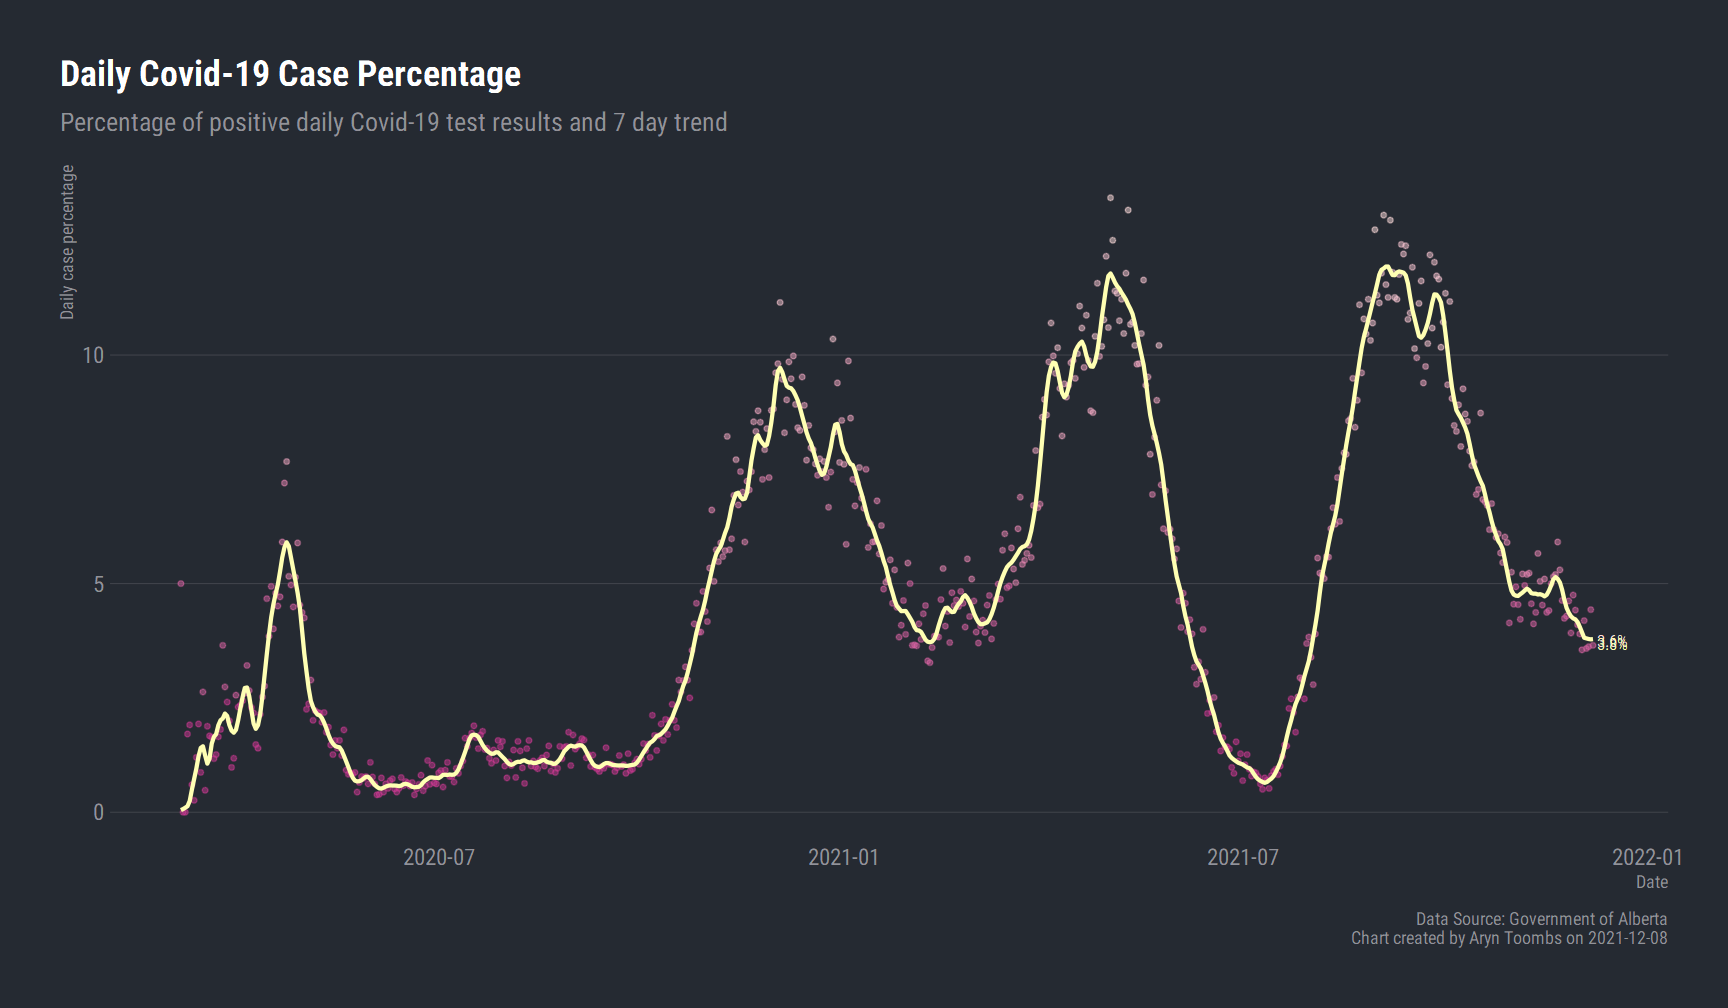 Daily Covid-19 Case Percentage
Percentage of positive daily Covid-19 test results and 7 day trend
Daily case percentage
10
5
0
2020-07
2021-01
2021-07
2022-01
Date
Data Source: Government of Alberta
Chart created by Aryn Toombs on 2021-12-08